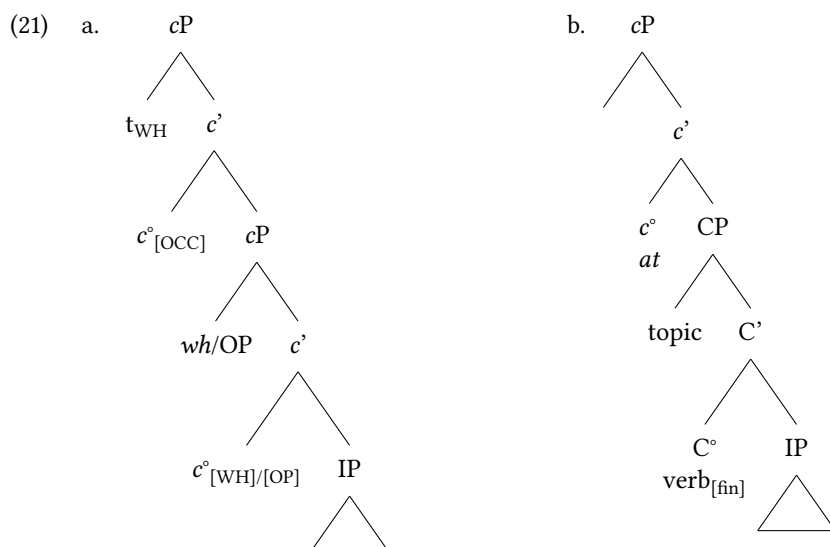 (21) a. cP b. cP
t_WH c’ c’
c°_[OCC] cP c° CP
at
wh/OP c’ topic C’
c°_[WH]/[OP] IP C° IP
verb_[fin]